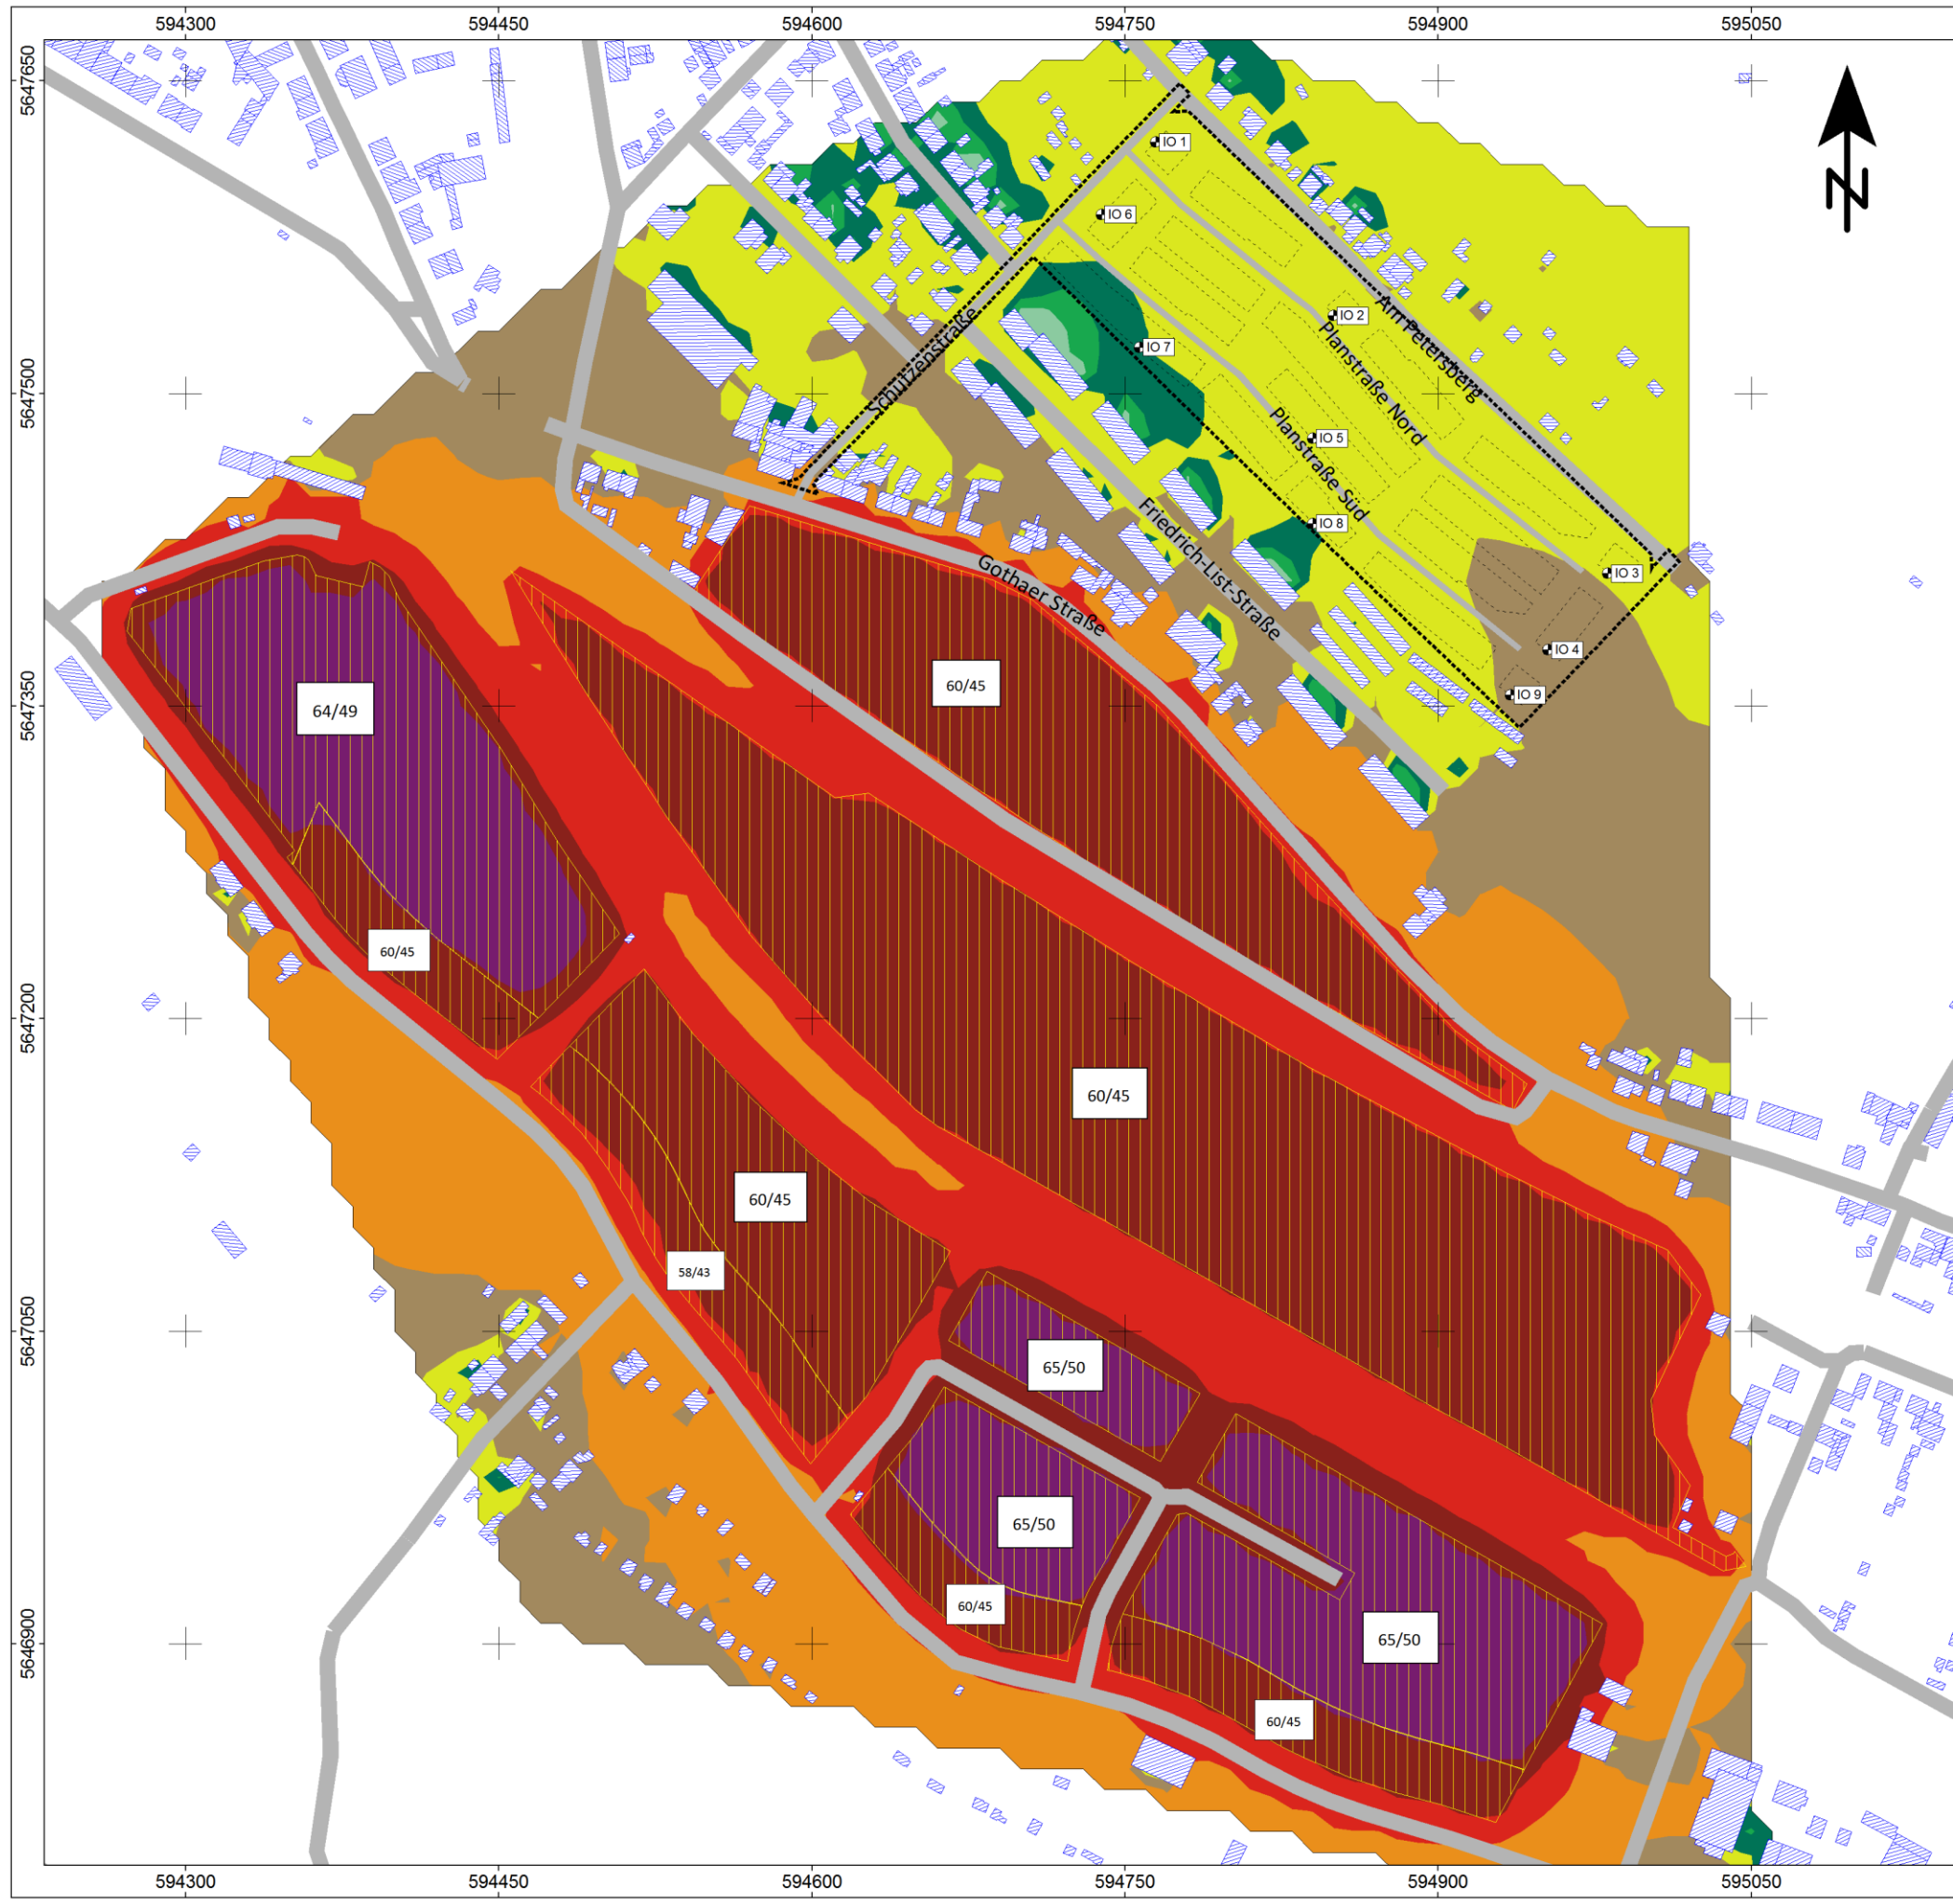 594300 594450 594600 594750 594900 595050
5647650
5647500
5647350
5647200
5647050
5646900
N
IO 1
IO 6
IO 2
IO 7
IO 5
IO 8
IO 3
IO 4
IO 9
Am Petersberg
Planstraße Nord
Planstraße Süd
Schützenstraße
Friedrich-List-Straße
Gothaer Straße
60/45
64/49
60/45
60/45
60/45
58/43
65/50
65/50
60/45
65/50
60/45
594300 594450 594600 594750 594900 595050